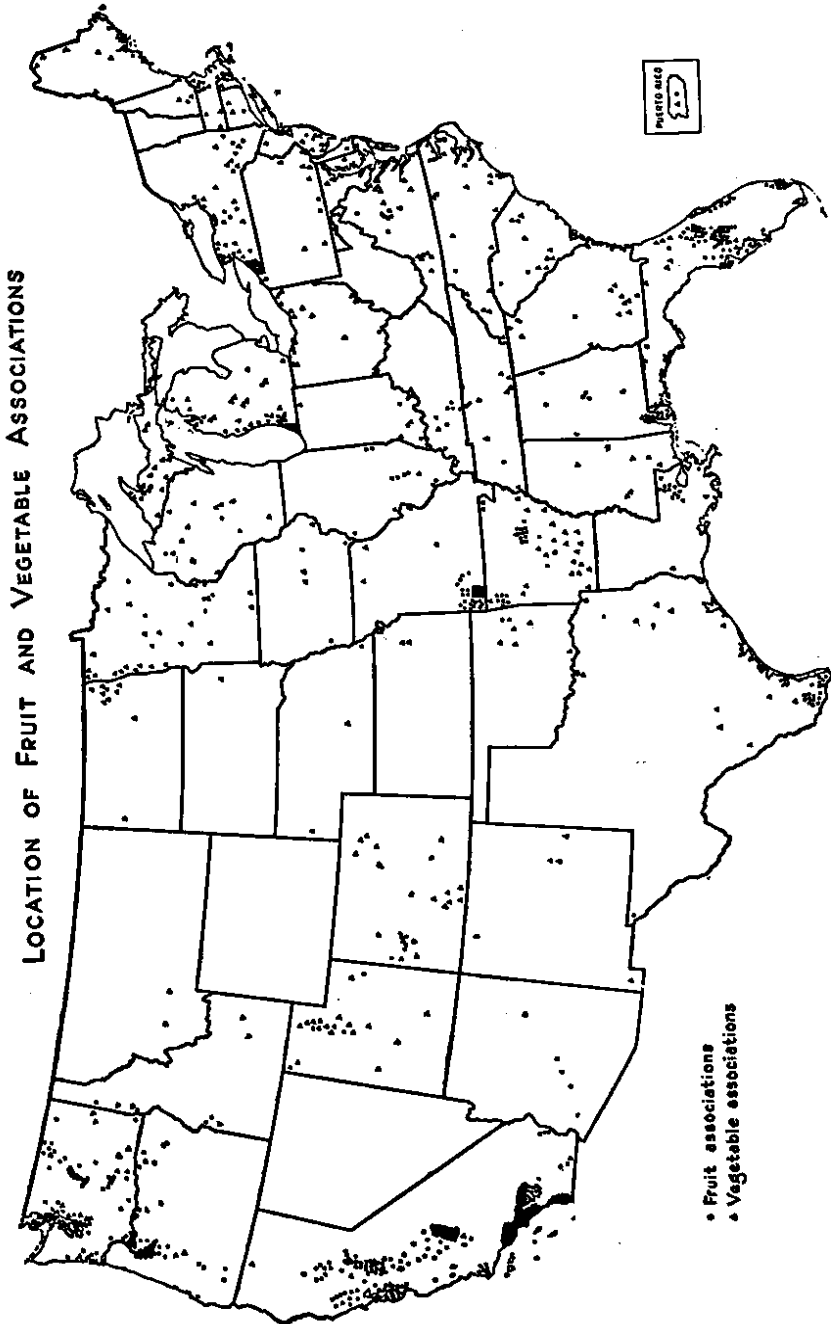 LOCATION OF FRUIT AND VEGETABLE ASSOCIATIONS
PUERTO RICO
• Fruit associations
▲ Vegetable associations